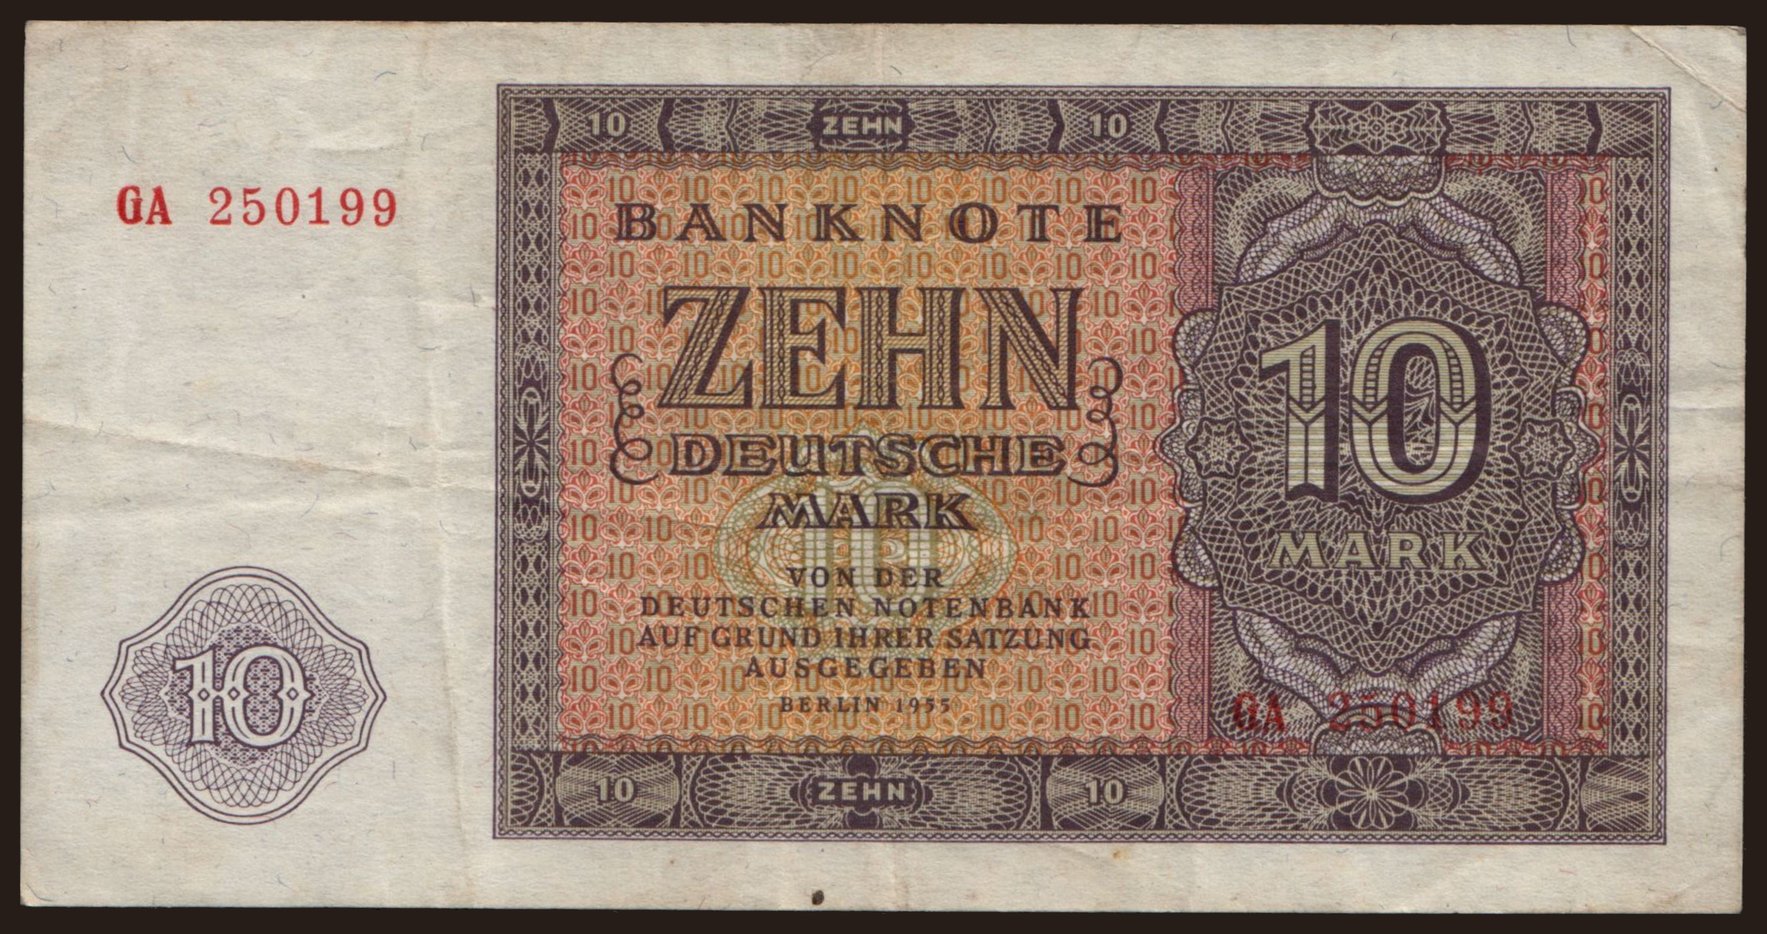 10 ZEHN 10
GA 250199
BANKNOTE
ZEHN
DEUTSCHE
MARK
10
VON DER
DEUTSCHEN NOTENBANK
AUF GRUND IHRER SATZUNG
AUSGEGEBEN
BERLIN 1955
10
MARK
GA 250199
10
10 ZEHN 10